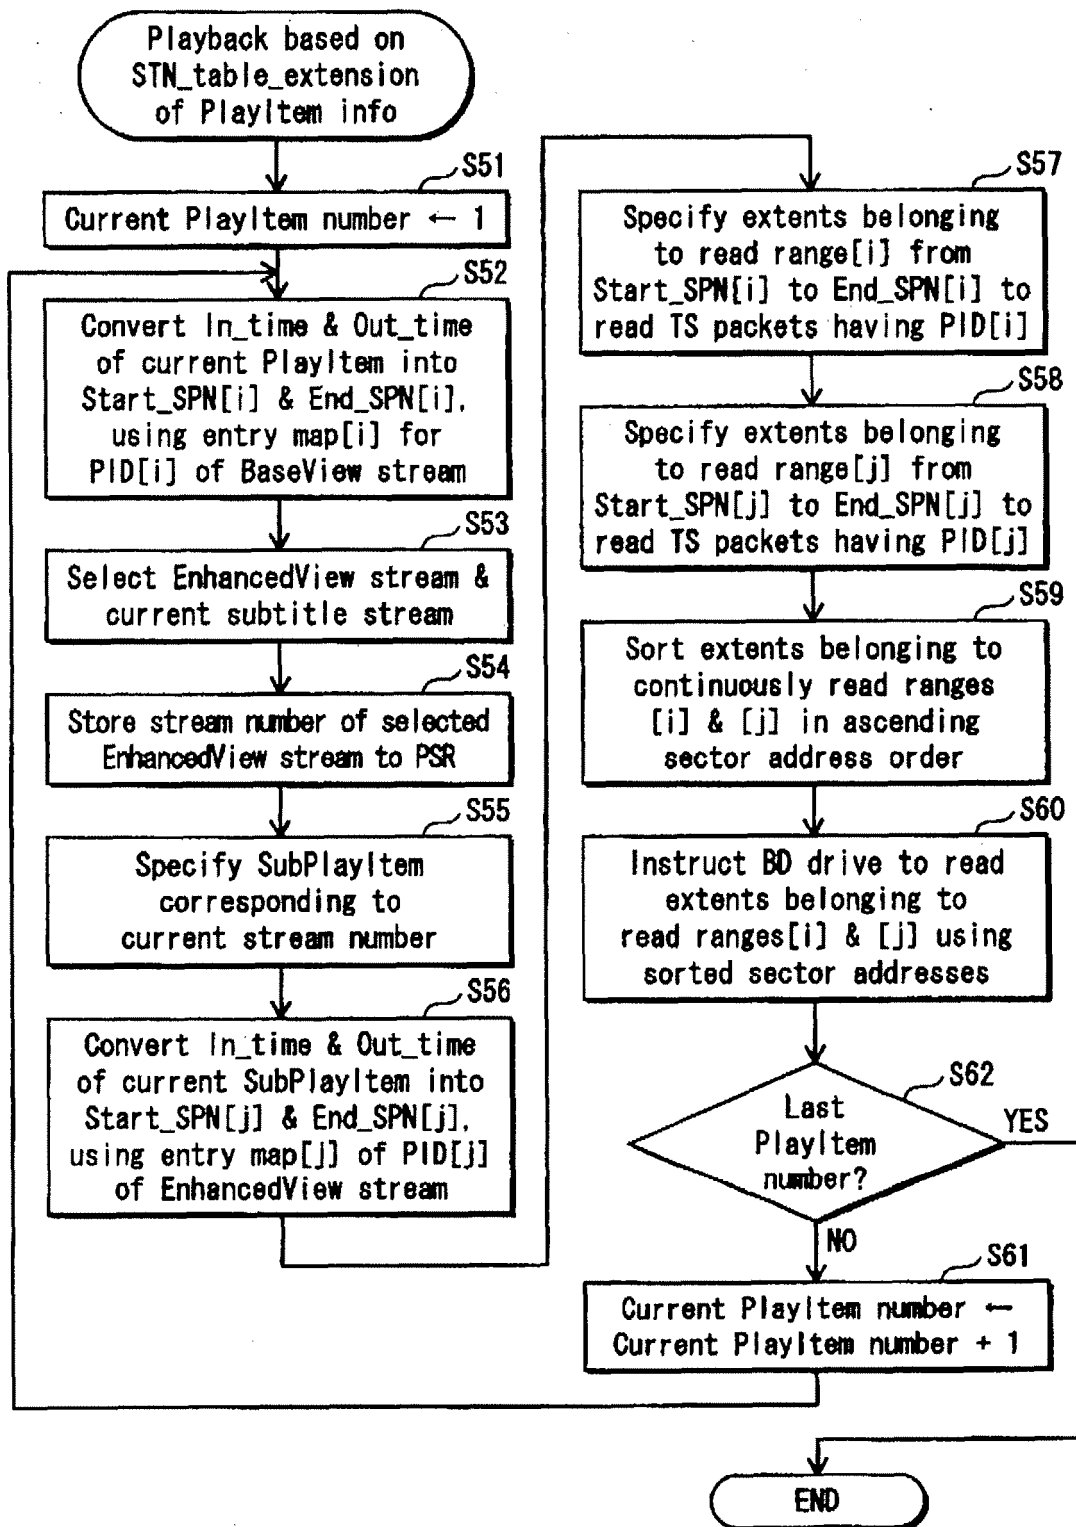 Playback based on
STN_table_extension
of PlayItem info
S51
Current PlayItem number ← 1
S52
Convert In_time & Out_time
of current PlayItem into
Start_SPN[i] & End_SPN[i],
using entry map[i] for
PID[i] of BaseView stream
S53
Select EnhancedView stream &
current subtitle stream
S54
Store stream number of selected
EnhancedView stream to PSR
S55
Specify SubPlayItem
corresponding to
current stream number
S56
Convert In_time & Out_time
of current SubPlayItem into
Start_SPN[j] & End_SPN[j],
using entry map[j] of PID[j]
of EnhancedView stream
S57
Specify extents belonging
to read range[i] from
Start_SPN[i] to End_SPN[i] to
read TS packets having PID[i]
S58
Specify extents belonging
to read range[j] from
Start_SPN[j] to End_SPN[j] to
read TS packets having PID[j]
S59
Sort extents belonging to
continuously read ranges
[i] & [j] in ascending
sector address order
S60
Instruct BD drive to read
extents belonging to
read ranges[i] & [j] using
sorted sector addresses
S62
Last
PlayItem
number?
YES
NO
S61
Current PlayItem number ←
Current PlayItem number + 1
END